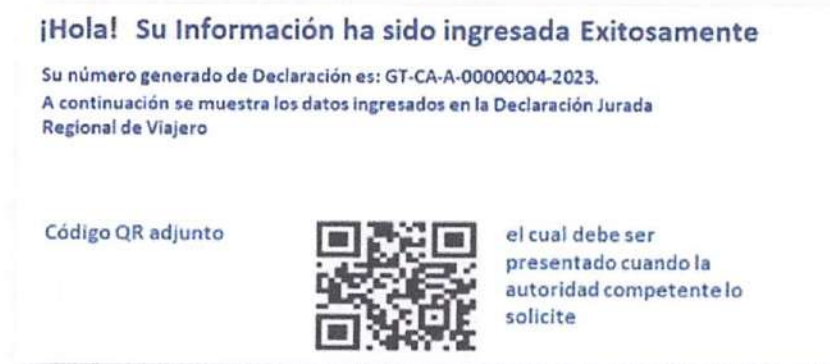 ¡Hola! Su Información ha sido ingresada Exitosamente
Su número generado de Declaración es: GT-CA-A-00000004-2023.
A continuación se muestra los datos ingresados en la Declaración Jurada
Regional de Viajero
Código QR adjunto
el cual debe ser
presentado cuando la
autoridad competente lo
solicite